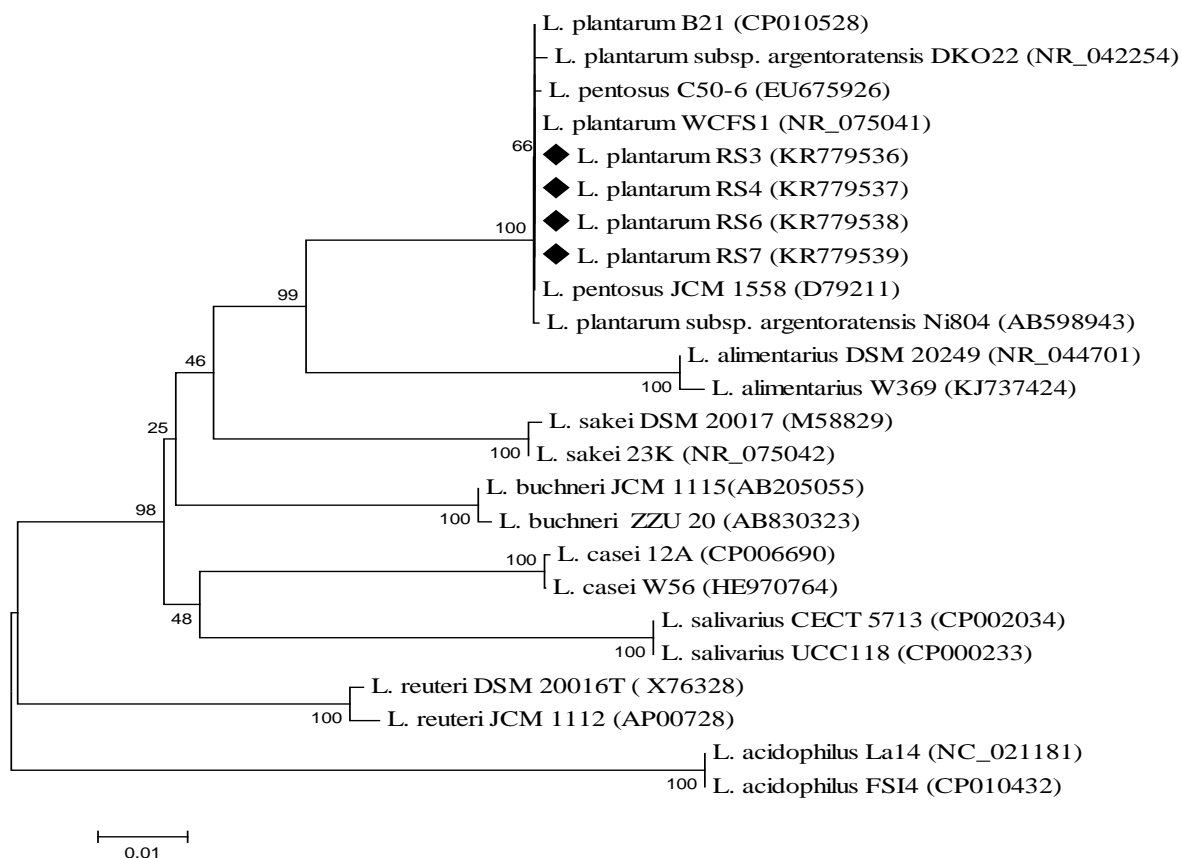 L. plantarum B21 (CP010528)
L. plantarum subsp. argentoratensis DKO22 (NR_042254)
L. pentosus C50-6 (EU675926)
L. plantarum WCFS1 (NR_075041)
66
L. plantarum RS3 (KR779536)
L. plantarum RS4 (KR779537)
L. plantarum RS6 (KR779538)
100
L. plantarum RS7 (KR779539)
L. pentosus JCM 1558 (D79211)
99
L. plantarum subsp. argentoratensis Ni804 (AB598943)
L. alimentarius DSM 20249 (NR_044701)
46
100
L. alimentarius W369 (KJ737424)
L. sakei DSM 20017 (M58829)
25
100
L. sakei 23K (NR_075042)
L. buchneri JCM 1115(AB205055)
98
100
L. buchneri ZZU 20 (AB830323)
100
L. casei 12A (CP006690)
L. casei W56 (HE970764)
48
L. salivarius CECT 5713 (CP002034)
100
L. salivarius UCC118 (CP000233)
L. reuteri DSM 20016T ( X76328)
100
L. reuteri JCM 1112 (AP00728)
L. acidophilus La14 (NC_021181)
100
L. acidophilus FSI4 (CP010432)
0.01